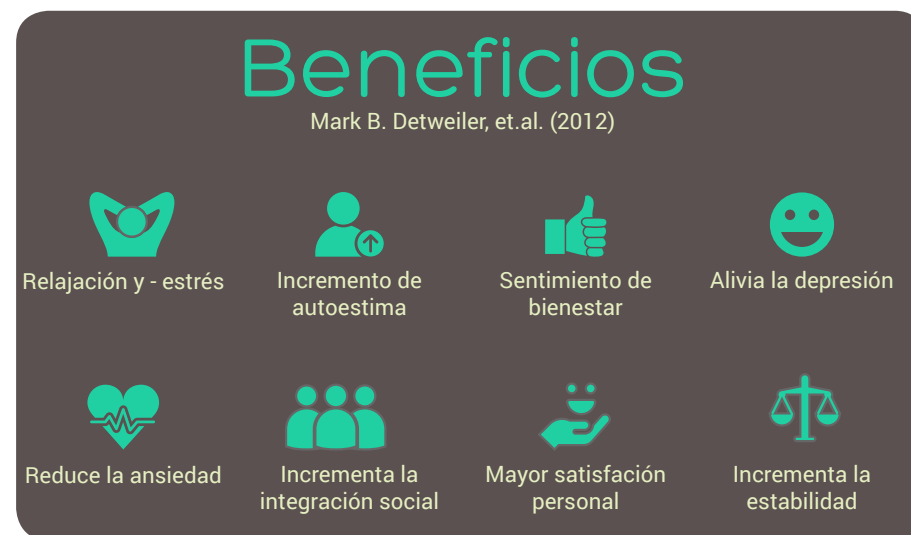 Beneficios
Mark B. Detweiler, et.al. (2012)
Relajación y - estrés
Incremento de
autoestima
Sentimiento de
bienestar
Alivia la depresión
Reduce la ansiedad
Incrementa la
integración social
Mayor satisfacción
personal
Incrementa la
estabilidad